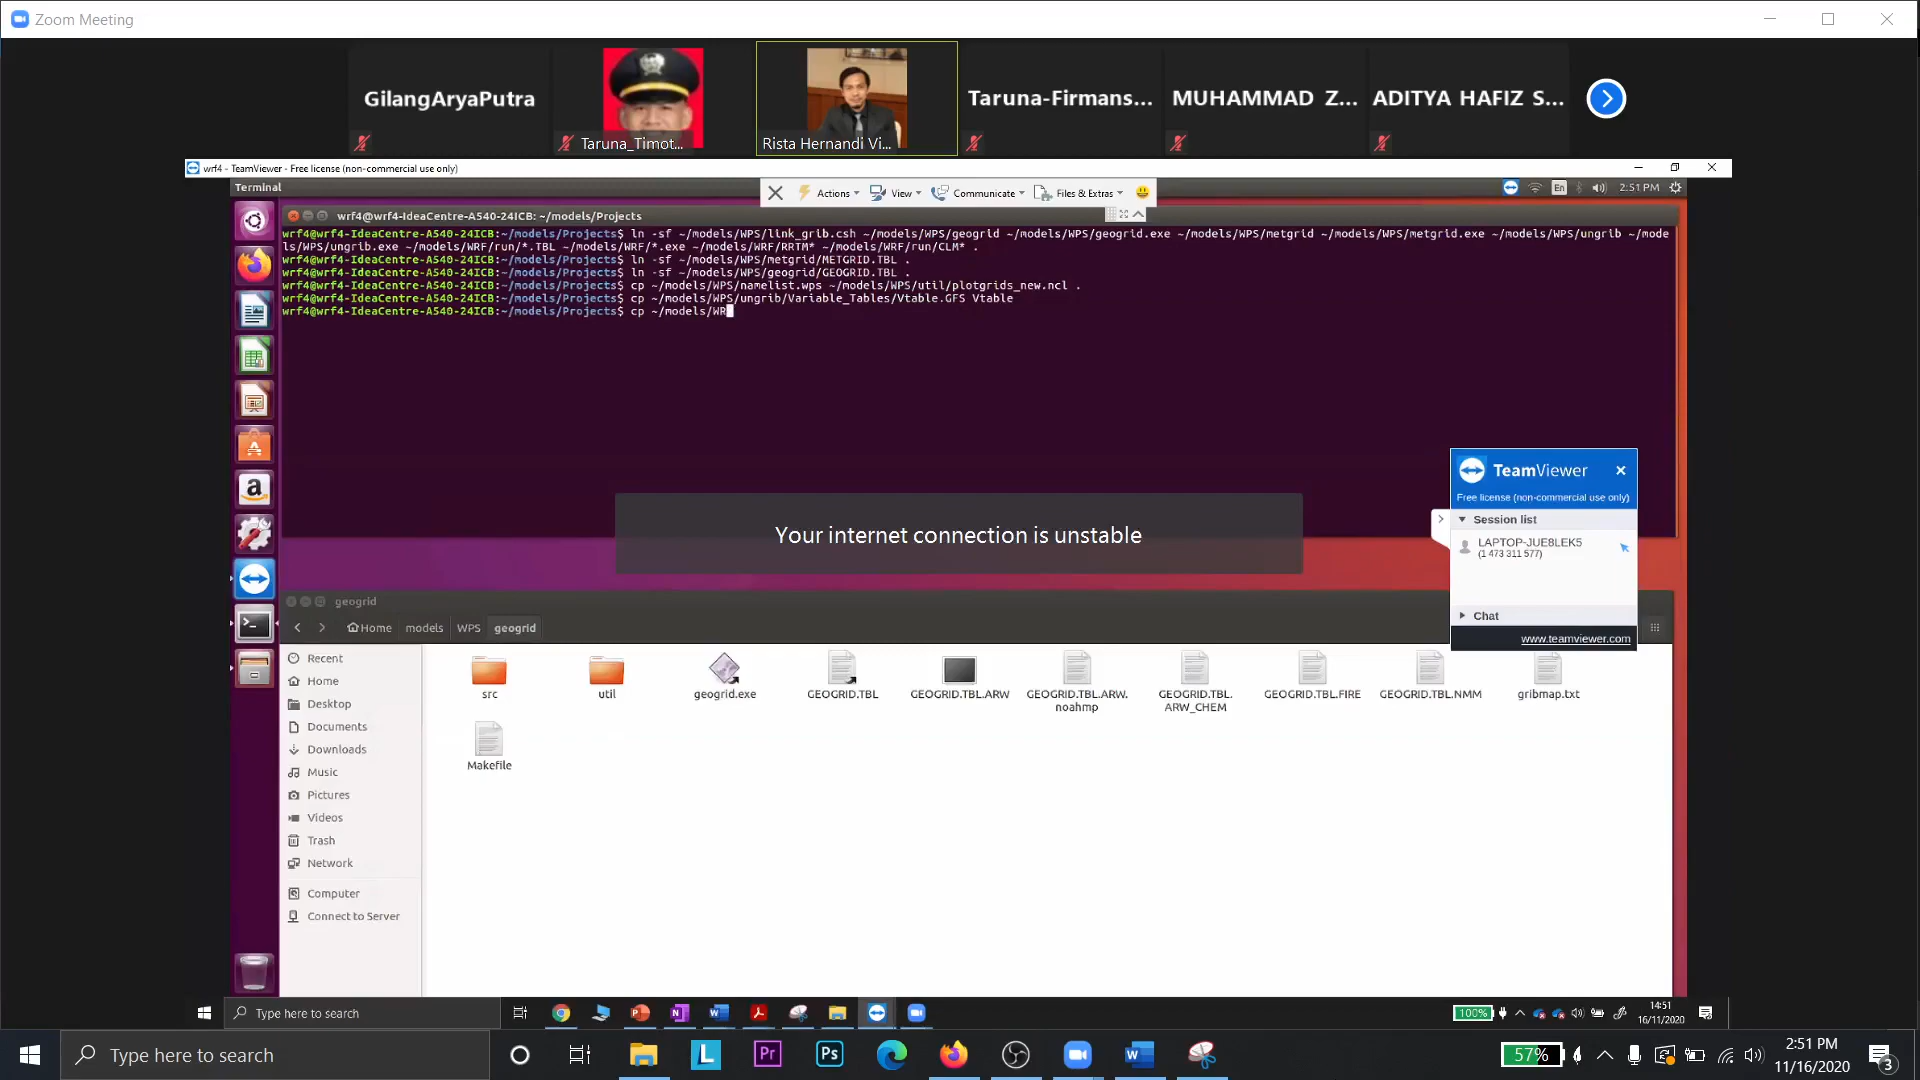 Zoom Meeting
GilangAryaPutra
Taruna_Timot...
Rista Hernandi Vi...
Taruna-Firmans...
MUHAMMAD Z...
ADITYA HAFIZ S...
wrf4 - TeamViewer - Free license (non-commercial use only)
Terminal
Actions
View
Communicate
Files & Extras
En
2:51 PM
wrf4@wrf4-IdeaCentre-A540-24ICB: ~/models/Projects
wrf4@wrf4-IdeaCentre-A540-24ICB:~/models/Projects$ ln -sf ~/models/WPS/link_grib.csh ~/models/WPS/geogrid ~/models/WPS/geogrid.exe ~/models/WPS/metgrid ~/models/WPS/metgrid.exe ~/models/WPS/ungrib ~/mode
ls/WPS/ungrib.exe ~/models/WRF/run/*.TBL ~/models/WRF/*.exe ~/models/WRF/RRTM* ~/models/WRF/run/CLM* .
wrf4@wrf4-IdeaCentre-A540-24ICB:~/models/Projects$ ln -sf ~/models/WPS/metgrid/METGRID.TBL .
wrf4@wrf4-IdeaCentre-A540-24ICB:~/models/Projects$ ln -sf ~/models/WPS/geogrid/GEOGRID.TBL .
wrf4@wrf4-IdeaCentre-A540-24ICB:~/models/Projects$ cp ~/models/WPS/namelist.wps ~/models/WPS/util/plotgrids_new.ncl .
wrf4@wrf4-IdeaCentre-A540-24ICB:~/models/Projects$ cp ~/models/WPS/ungrib/Variable_Tables/Vtable.GFS Vtable
wrf4@wrf4-IdeaCentre-A540-24ICB:~/models/Projects$ cp ~/models/WR
Your internet connection is unstable
TeamViewer
Free license (non-commercial use only)
Session list
LAPTOP-JUE8LEK5
(1 473 311 577)
Chat
www.teamviewer.com
geogrid
Home
models
WPS
geogrid
Recent
Home
Desktop
Documents
Downloads
Music
Pictures
Videos
Trash
Network
Computer
Connect to Server
src
util
geogrid.exe
GEOGRID.TBL
GEOGRID.TBL.ARW
GEOGRID.TBL.ARW.
noahmp
GEOGRID.TBL.
ARW_CHEM
GEOGRID.TBL.FIRE
GEOGRID.TBL.NMM
gribmap.txt
Makefile
Type here to search
100%
14:51
16/11/2020
Type here to search
57%
2:51 PM
11/16/2020
3